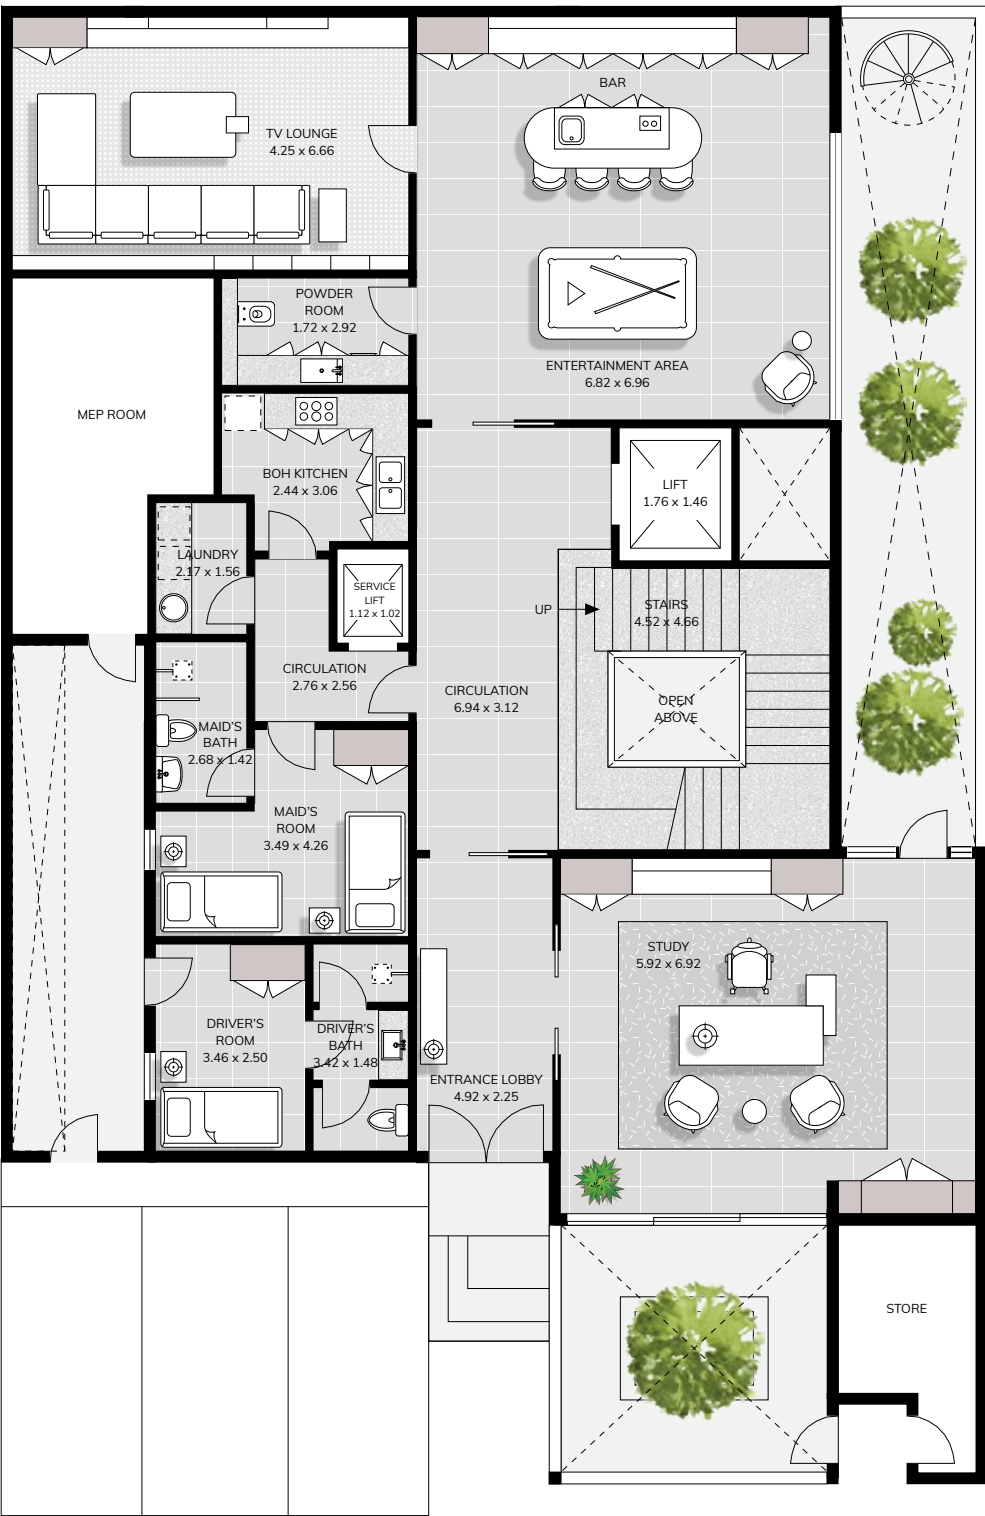 BAR
TV LOUNGE
4.25 x 6.66
POWDER
ROOM
1.72 x 2.92
ENTERTAINMENT AREA
6.82 x 6.96
MEP ROOM
BOH KITCHEN
2.44 x 3.06
LIFT
1.76 x 1.46
LAUNDRY
2.17 x 1.56
SERVICE
LIFT
1.12 x 1.02
UP
STAIRS
4.52 x 4.66
CIRCULATION
2.76 x 2.56
CIRCULATION
6.94 x 3.12
OPEN
ABOVE
MAID'S
BATH
2.68 x 1.42
MAID'S
ROOM
3.49 x 4.26
STUDY
5.92 x 6.92
DRIVER'S
ROOM
3.46 x 2.50
DRIVER'S
BATH
3.42 x 1.48
ENTRANCE LOBBY
4.92 x 2.25
STORE